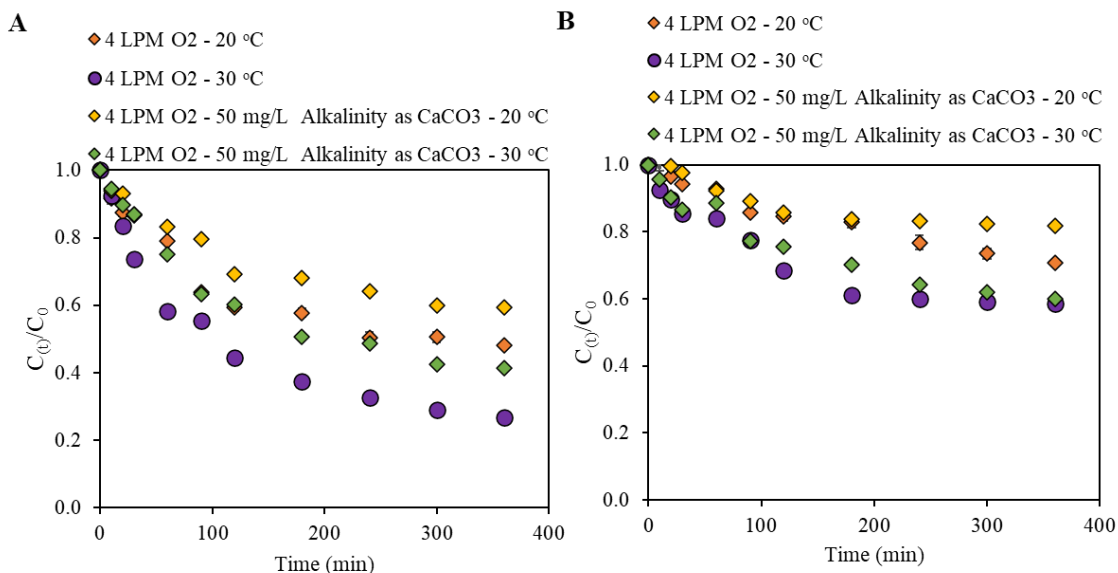 A
4 LPM O2 - 20 ºC
4 LPM O2 - 30 ºC
4 LPM O2 - 50 mg/L Alkalinity as CaCO3 - 20 ºC
4 LPM O2 - 50 mg/L Alkalinity as CaCO3 - 30 ºC
1.0
0.8
0.6
0.4
0.2
0.0
C(t)/C0
0
100
200
300
400
Time (min)
B
4 LPM O2 - 20 ºC
4 LPM O2 - 30 ºC
4 LPM O2 - 50 mg/L Alkalinity as CaCO3 - 20 ºC
4 LPM O2 - 50 mg/L Alkalinity as CaCO3 - 30 ºC
1.0
0.8
0.6
0.4
0.2
0.0
C(t)/C0
0
100
200
300
400
Time (min)